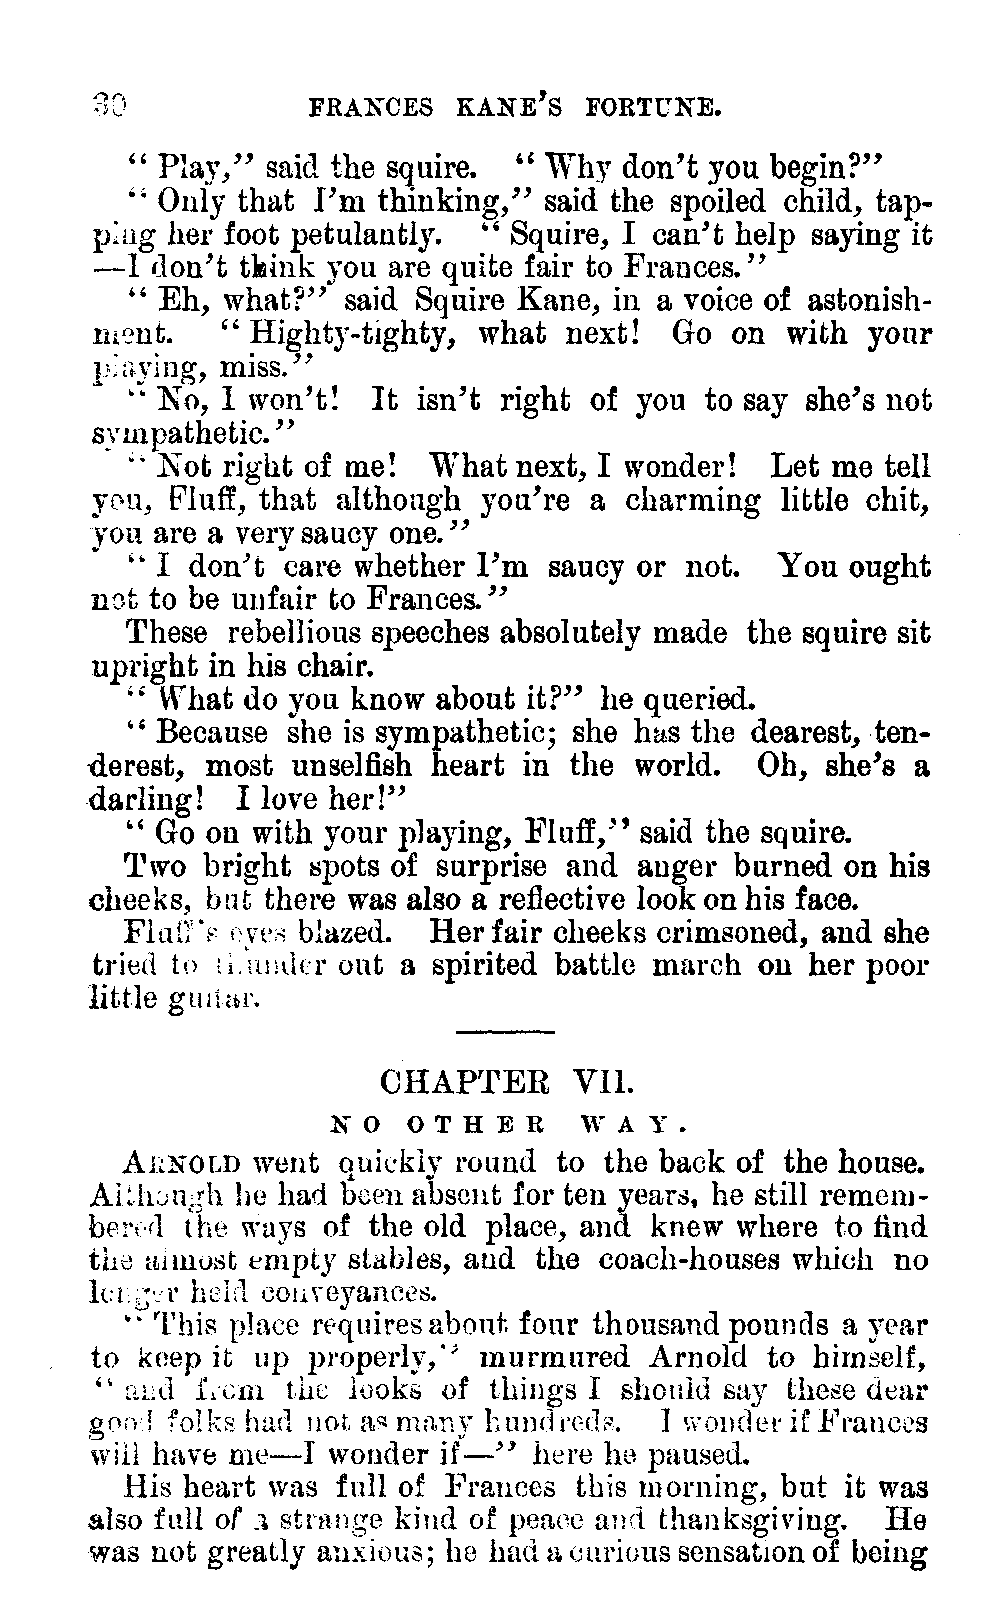 30 FRANCES KANE'S FORTUNE.
"Play," said the squire. "Why don't you begin?"
"Only that I'm thinking," said the spoiled child, tap-
ping her foot petulantly. "Squire, I can't help saying it
—I don't think you are quite fair to Frances."
"Eh, what?" said Squire Kane, in a voice of astonish-
ment. "Highty-tighty, what next! Go on with your
playing, miss."
"No, I won't! It isn't right of you to say she's not
sympathetic."
"Not right of me! What next, I wonder! Let me tell
you, Fluff, that although you're a charming little chit,
you are a very saucy one."
"I don't care whether I'm saucy or not. You ought
not to be unfair to Frances."
These rebellious speeches absolutely made the squire sit
upright in his chair.
"What do you know about it?" he queried.
"Because she is sympathetic; she has the dearest, ten-
derest, most unselfish heart in the world. Oh, she's a
darling! I love her!"
"Go on with your playing, Fluff," said the squire.
Two bright spots of surprise and anger burned on his
cheeks, but there was also a reflective look on his face.
Fluff's eyes blazed. Her fair cheeks crimsoned, and she
tried to thunder out a spirited battle march on her poor
little guitar.
CHAPTER VII.
NO OTHER WAY.
ARNOLD went quickly round to the back of the house.
Although he had been absent for ten years, he still remem-
bered the ways of the old place, and knew where to find
the almost empty stables, and the coach-houses which no
longer held conveyances.
"This place requires about four thousand pounds a year
to keep it up properly," murmured Arnold to himself,
"and from the looks of things I should say these dear
good folks had not as many hundreds. I wonder if Frances
will have me—I wonder if—" here he paused.
His heart was full of Frances this morning, but it was
also full of a strange kind of peace and thanksgiving. He
was not greatly anxious; he had a curious sensation of being